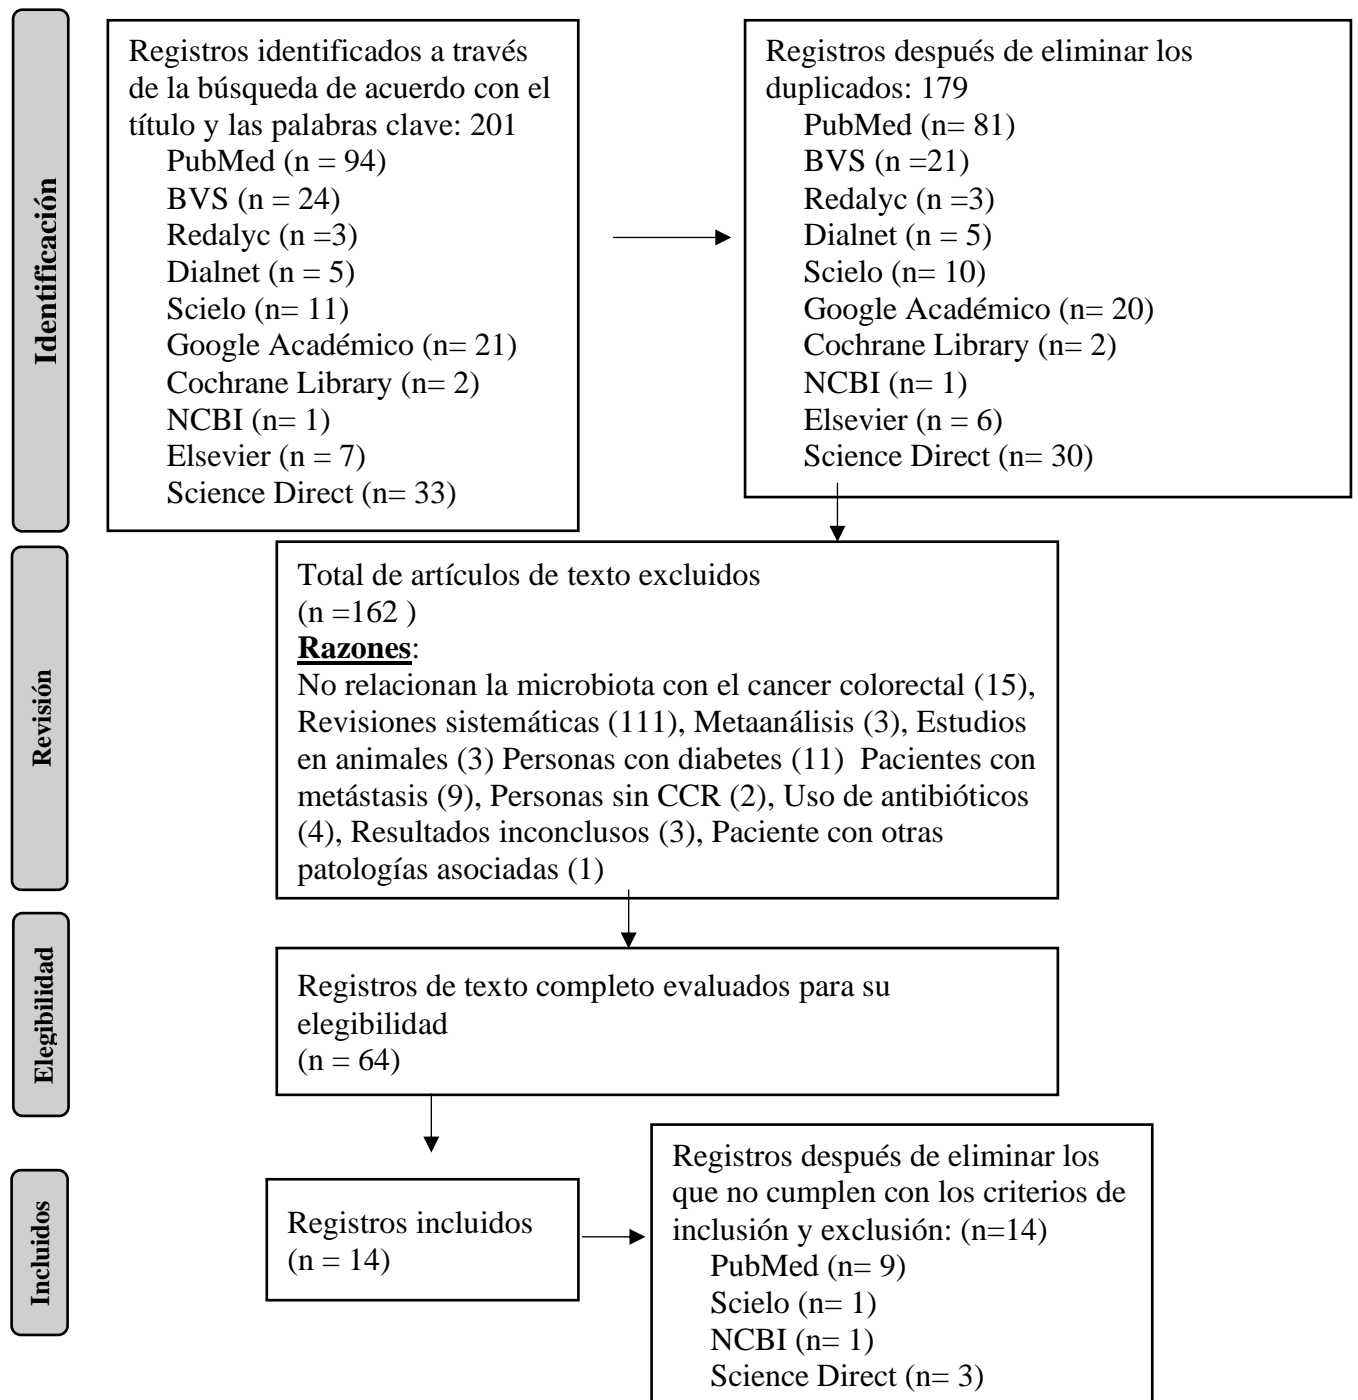 Identificación
Registros identificados a través
de la búsqueda de acuerdo con el
título y las palabras clave: 201
PubMed (n = 94)
BVS (n = 24)
Redalyc (n =3)
Dialnet (n = 5)
Scielo (n= 11)
Google Académico (n= 21)
Cochrane Library (n= 2)
NCBI (n= 1)
Elsevier (n = 7)
Science Direct (n= 33)
Registros después de eliminar los
duplicados: 179
PubMed (n= 81)
BVS (n =21)
Redalyc (n =3)
Dialnet (n = 5)
Scielo (n= 10)
Google Académico (n= 20)
Cochrane Library (n= 2)
NCBI (n= 1)
Elsevier (n = 6)
Science Direct (n= 30)
Revisión
Total de artículos de texto excluidos
(n =162 )
Razones:
No relacionan la microbiota con el cancer colorectal (15),
Revisiones sistemáticas (111), Metaanálisis (3), Estudios
en animales (3) Personas con diabetes (11)  Pacientes con
metástasis (9), Personas sin CCR (2), Uso de antibióticos
(4), Resultados inconclusos (3), Paciente con otras
patologías asociadas (1)
Elegibilidad
Registros de texto completo evaluados para su
elegibilidad
(n = 64)
Incluidos
Registros incluidos
(n = 14)
Registros después de eliminar los
que no cumplen con los criterios de
inclusión y exclusión: (n=14)
PubMed (n= 9)
Scielo (n= 1)
NCBI (n= 1)
Science Direct (n= 3)